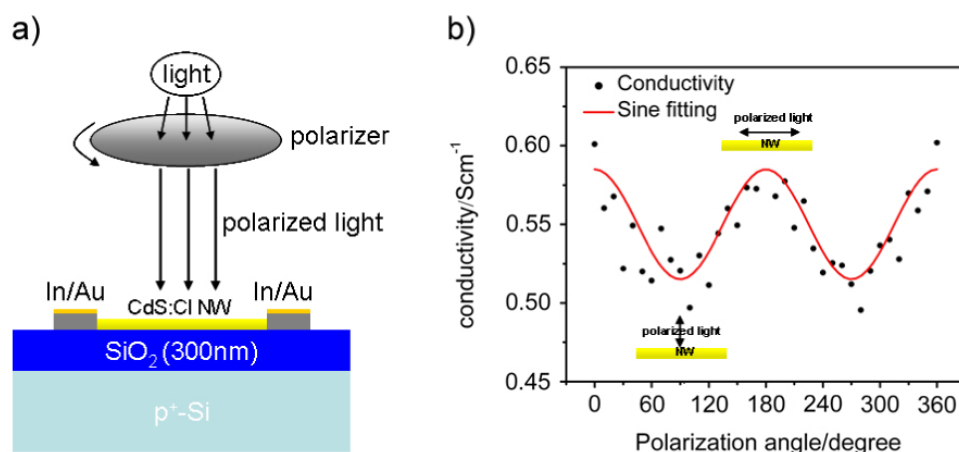 a)
light
polarizer
polarized light
In/Au
CdS:Cl NW
In/Au
SiO₂ (300nm)
p⁺-Si
b)
conductivity/Scm⁻¹
0.65
0.60
0.55
0.50
0.45
Conductivity
Sine fitting
polarized light
NW
polarized light
NW
0 60 120 180 240 300 360
Polarization angle/degree